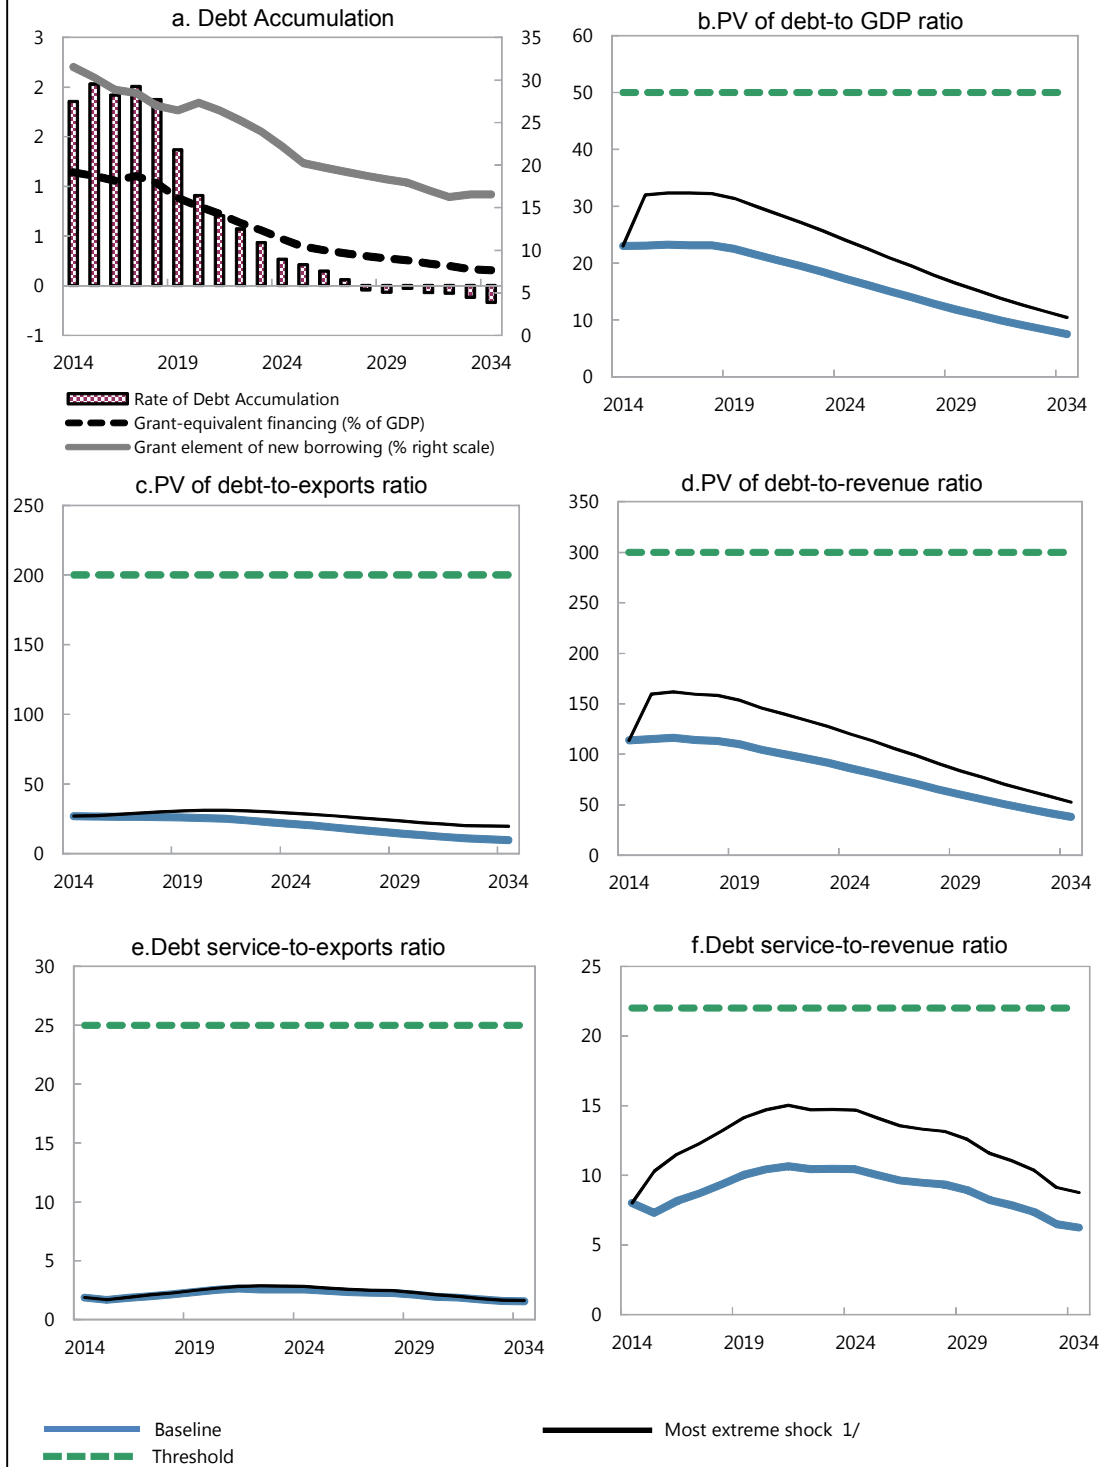 a. Debt Accumulation
3
2
2
1
1
0
-1
35
30
25
20
15
10
5
0
2014 2019 2024 2029 2034
Rate of Debt Accumulation
Grant-equivalent financing (% of GDP)
Grant element of new borrowing (% right scale)
b.PV of debt-to GDP ratio
60
50
40
30
20
10
0
2014 2019 2024 2029 2034
c.PV of debt-to-exports ratio
250
200
150
100
50
0
2014 2019 2024 2029 2034
d.PV of debt-to-revenue ratio
350
300
250
200
150
100
50
0
2014 2019 2024 2029 2034
e.Debt service-to-exports ratio
30
25
20
15
10
5
0
2014 2019 2024 2029 2034
f.Debt service-to-revenue ratio
25
20
15
10
5
0
2014 2019 2024 2029 2034
Baseline
Most extreme shock 1/
Threshold